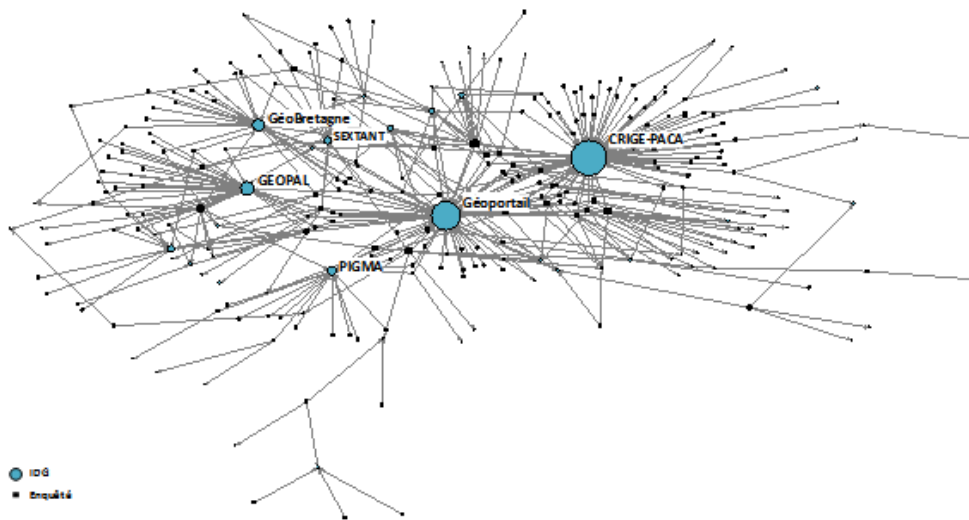 GéoBretagne
SEXTANT
CRIGE-PACA
GEOPAL
Géoportail
PIGMA
IDG
Enquêté